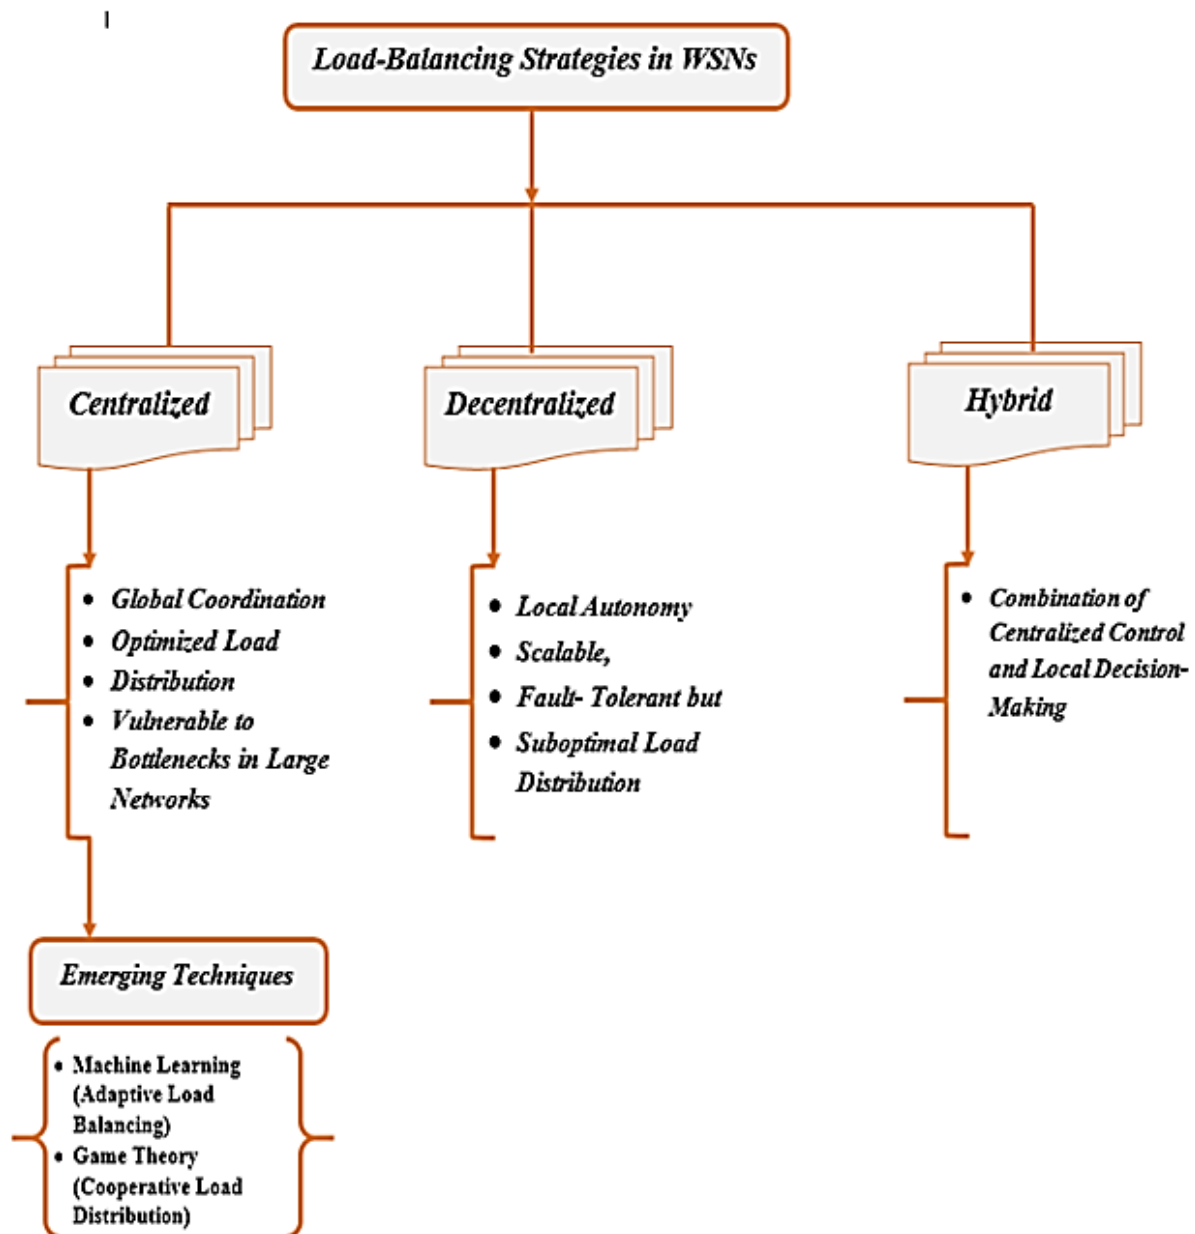 Load-Balancing Strategies in WSNs
Centralized
Decentralized
Hybrid
• Global Coordination
• Optimized Load
• Distribution
• Vulnerable to
Bottlenecks in Large
Networks
• Local Autonomy
• Scalable,
• Fault- Tolerant but
• Suboptimal Load
Distribution
• Combination of
Centralized Control
and Local Decision-
Making
Emerging Techniques
• Machine Learning
(Adaptive Load
Balancing)
• Game Theory
(Cooperative Load
Distribution)